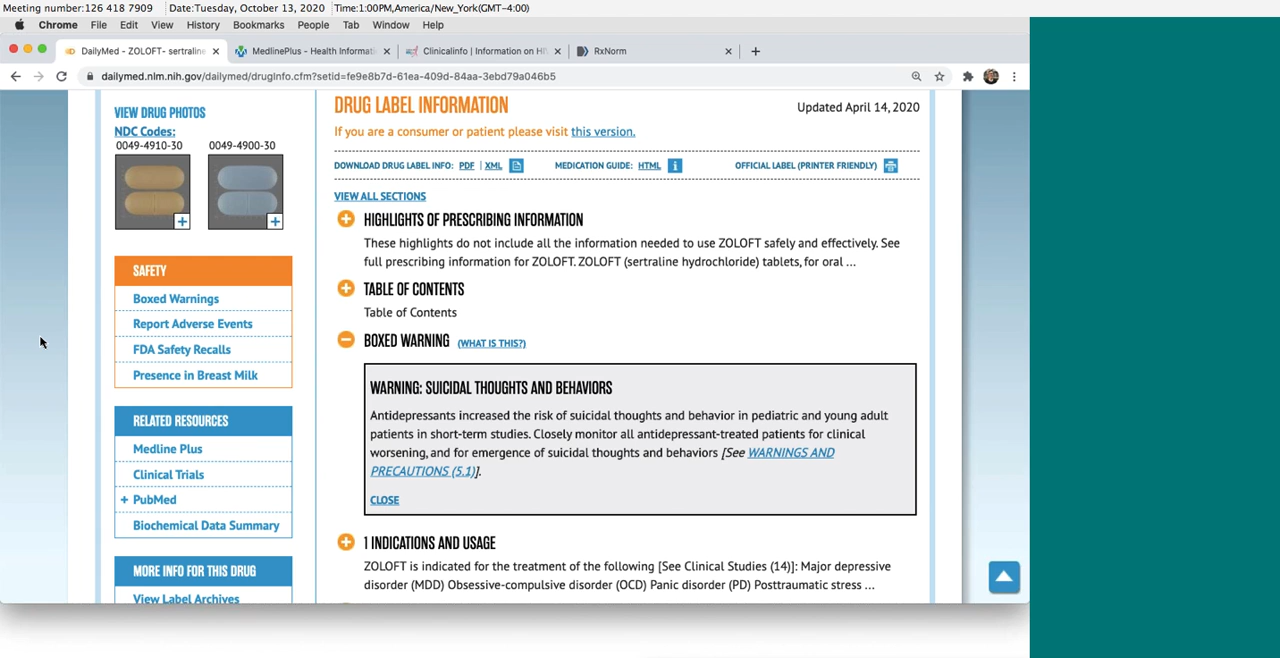 Meeting number:126 418 7909 Date:Tuesday, October 13, 2020 Time:1:00PM,America/New_York(GMT-4:00)
Chrome File Edit View History Bookmarks People Tab Window Help
DailyMed - ZOLOFT- sertraline MedlinePlus - Health Informati Clinicalinfo | Information on HI RxNorm
dailymed.nlm.nih.gov/dailymed/drugInfo.cfm?setid=fe9e8b7d-61ea-409d-84aa-3ebd79a046b5
VIEW DRUG PHOTOS
NDC Codes:
0049-4910-30 0049-4900-30
SAFETY
Boxed Warnings
Report Adverse Events
FDA Safety Recalls
Presence in Breast Milk
RELATED RESOURCES
Medline Plus
Clinical Trials
+ PubMed
Biochemical Data Summary
MORE INFO FOR THIS DRUG
View Label Archives
DRUG LABEL INFORMATION
Updated April 14, 2020
If you are a consumer or patient please visit this version.
DOWNLOAD DRUG LABEL INFO: PDF | XML MEDICATION GUIDE: HTML OFFICIAL LABEL (PRINTER FRIENDLY)
VIEW ALL SECTIONS
HIGHLIGHTS OF PRESCRIBING INFORMATION
These highlights do not include all the information needed to use ZOLOFT safely and effectively. See
full prescribing information for ZOLOFT. ZOLOFT (sertraline hydrochloride) tablets, for oral ...
TABLE OF CONTENTS
Table of Contents
BOXED WARNING (WHAT IS THIS?)
WARNING: SUICIDAL THOUGHTS AND BEHAVIORS
Antidepressants increased the risk of suicidal thoughts and behavior in pediatric and young adult
patients in short-term studies. Closely monitor all antidepressant-treated patients for clinical
worsening, and for emergence of suicidal thoughts and behaviors [See WARNINGS AND
PRECAUTIONS (5.1)].
CLOSE
1 INDICATIONS AND USAGE
ZOLOFT is indicated for the treatment of the following [See Clinical Studies (14)]: Major depressive
disorder (MDD) Obsessive-compulsive disorder (OCD) Panic disorder (PD) Posttraumatic stress ...